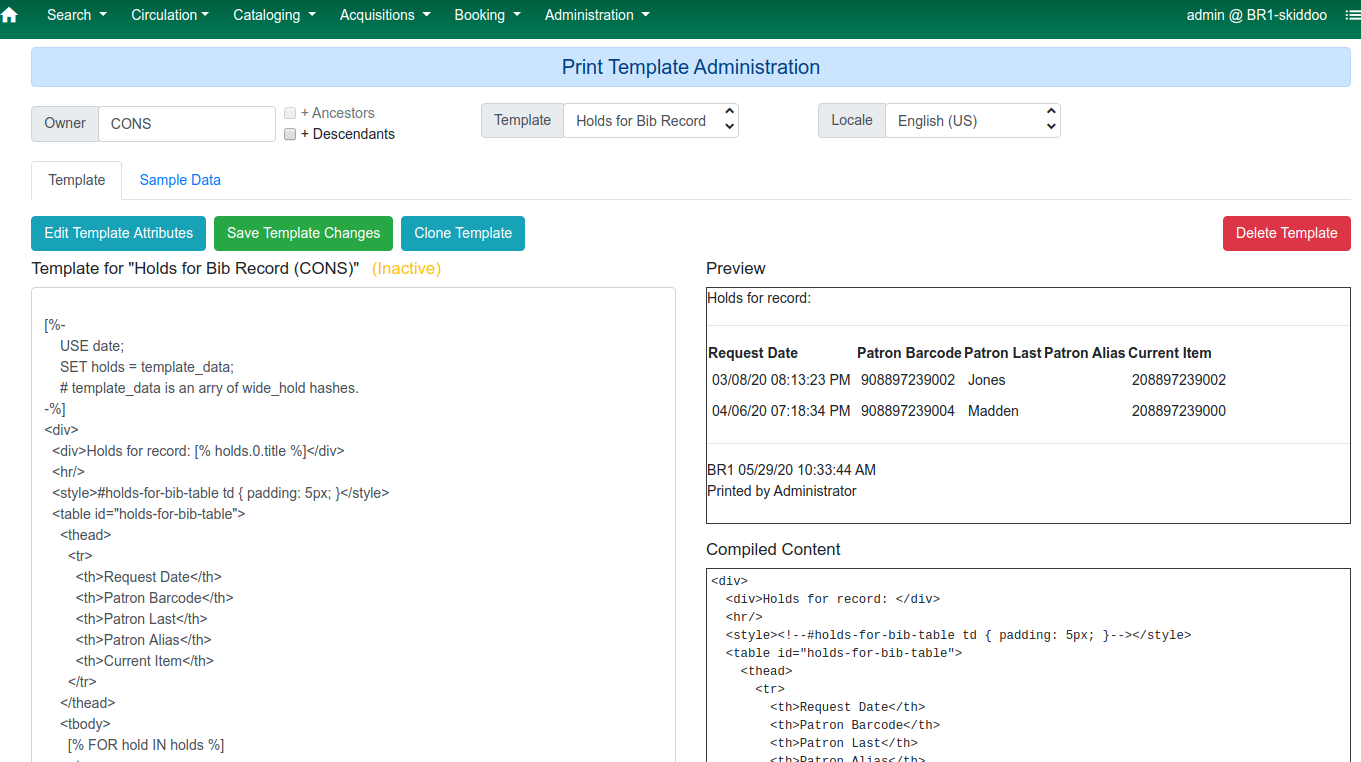 Search Circulation Cataloging Acquisitions Booking Administration admin @ BR1-skiddoo
Print Template Administration
Owner CONS
+ Ancestors
+ Descendants
Template Holds for Bib Record
Locale English (US)
Template Sample Data
Edit Template Attributes Save Template Changes Clone Template Delete Template
Template for "Holds for Bib Record (CONS)" (Inactive)
[%-
USE date;
SET holds = template_data;
# template_data is an arry of wide_hold hashes.
-%]
<div>
<div>Holds for record: [% holds.0.title %]</div>
<hr/>
<style>#holds-for-bib-table td { padding: 5px; }</style>
<table id="holds-for-bib-table">
<thead>
<tr>
<th>Request Date</th>
<th>Patron Barcode</th>
<th>Patron Last</th>
<th>Patron Alias</th>
<th>Current Item</th>
</tr>
</thead>
<tbody>
[% FOR hold IN holds %]
Preview
Holds for record:
Request Date Patron Barcode Patron Last Patron Alias Current Item
03/08/20 08:13:23 PM 908897239002 Jones 208897239002
04/06/20 07:18:34 PM 908897239004 Madden 208897239000
BR1 05/29/20 10:33:44 AM
Printed by Administrator
Compiled Content
<div>
<div>Holds for record: </div>
<hr/>
<style><!--#holds-for-bib-table td { padding: 5px; }--></style>
<table id="holds-for-bib-table">
<thead>
<tr>
<th>Request Date</th>
<th>Patron Barcode</th>
<th>Patron Last</th>
<th>Patron Alias</th>